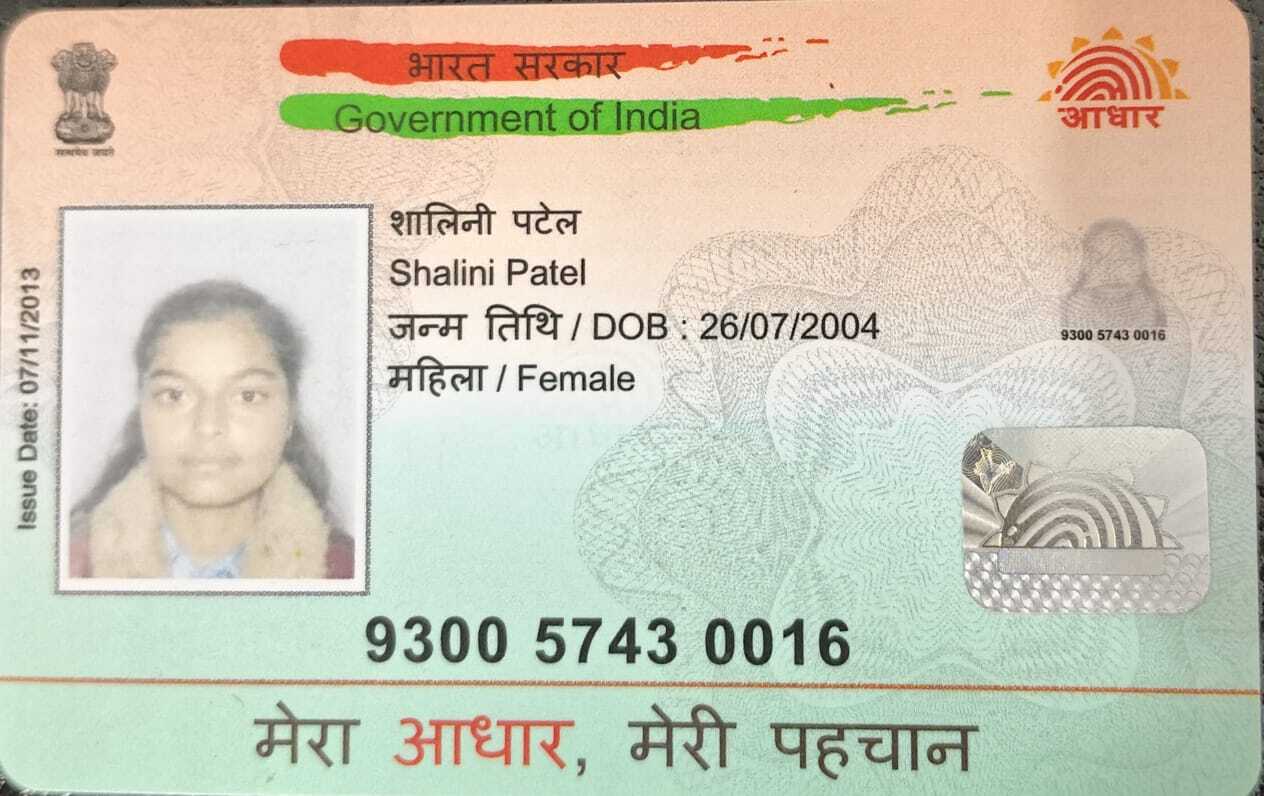 भारत सरकार
Government of India
आधार
सत्यमेव जयते
शालिनी पटेल
Shalini Patel
जन्म तिथि / DOB : 26/07/2004
महिला / Female
Issue Date: 07/11/2013
9300 5743 0016
9300 5743 0016
मेरा आधार, मेरी पहचान